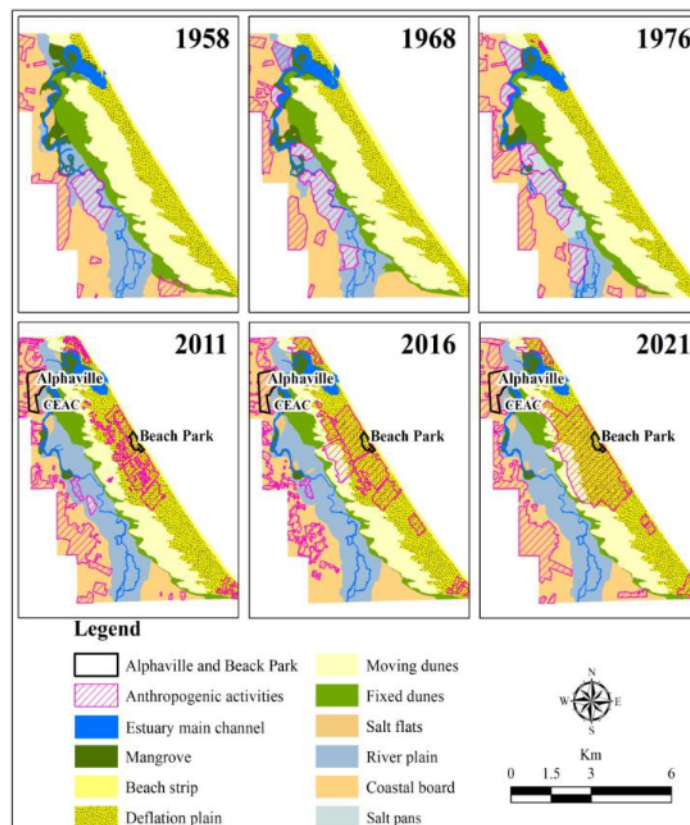 1958
1968
1976
2011
Alphaville
CEAC
Beach Park
2016
Alphaville
CEAC
Beach Park
2021
Alphaville
CEAC
Beach Park
Legend
Alphaville and Beack Park
Anthropogenic activities
Estuary main channel
Mangrove
Beach strip
Deflation plain
Moving dunes
Fixed dunes
Salt flats
River plain
Coastal board
Salt pans
N
W E
S
Km
0 1.5 3 6